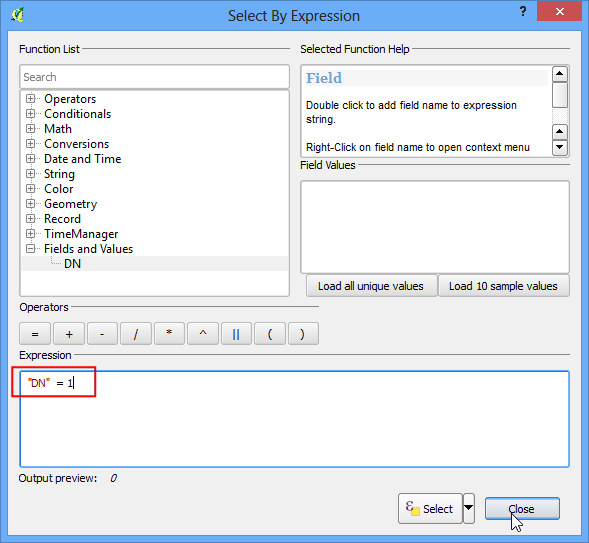 Select By Expression
?
Function List
Selected Function Help
Search
Operators
Conditionals
Math
Conversions
Date and Time
String
Color
Geometry
Record
TimeManager
Fields and Values
DN
Field
Double click to add field name to expression
string.
Right-Click on field name to open context menu
Field Values
Load all unique values
Load 10 sample values
Operators
= + - / * ^ || ( )
Expression
"DN" = 1
Output preview: 0
ε Select
Close